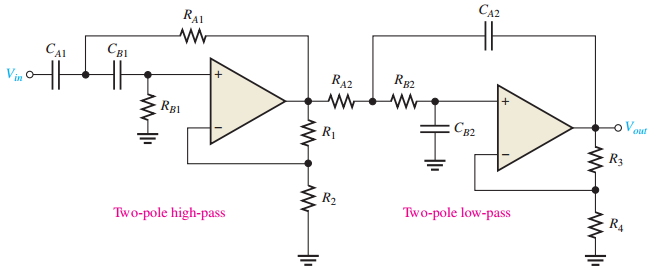 R_A1
C_A2
C_A1
C_B1
V_in
R_A2
R_B2
+
+
R_B1
C_B2
R_1
V_out
−
−
R_3
R_2
Two-pole high-pass
Two-pole low-pass
R_4